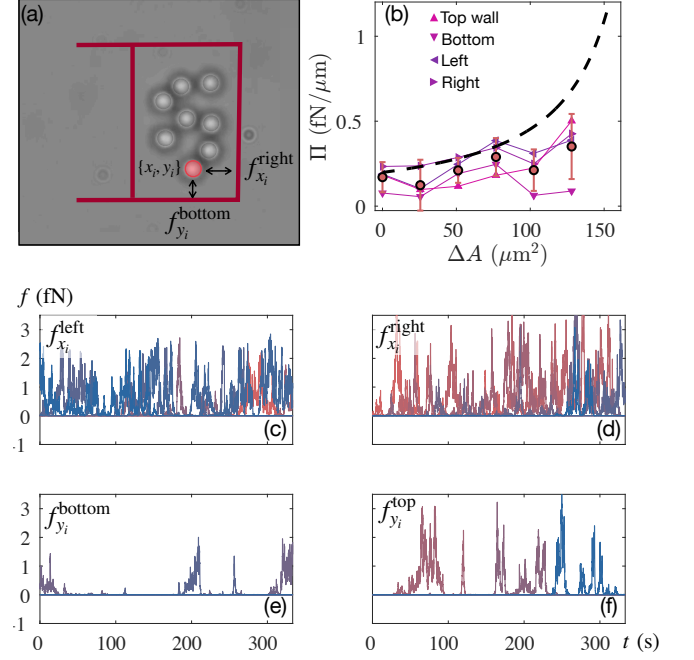 (a)
{x_i, y_i}
f_{x_i}^{right}
f_{y_i}^{bottom}
(b)
Top wall
Bottom
Left
Right
1
0.5
0
Π (fN/μm)
0 50 100 150
ΔA (μm²)
f (fN)
3
2
1
0
-1
f_{x_i}^{left}
(c)
f_{x_i}^{right}
(d)
3
2
1
0
-1
f_{y_i}^{bottom}
(e)
0 100 200 300
f_{y_i}^{top}
(f)
0 100 200 300 t (s)